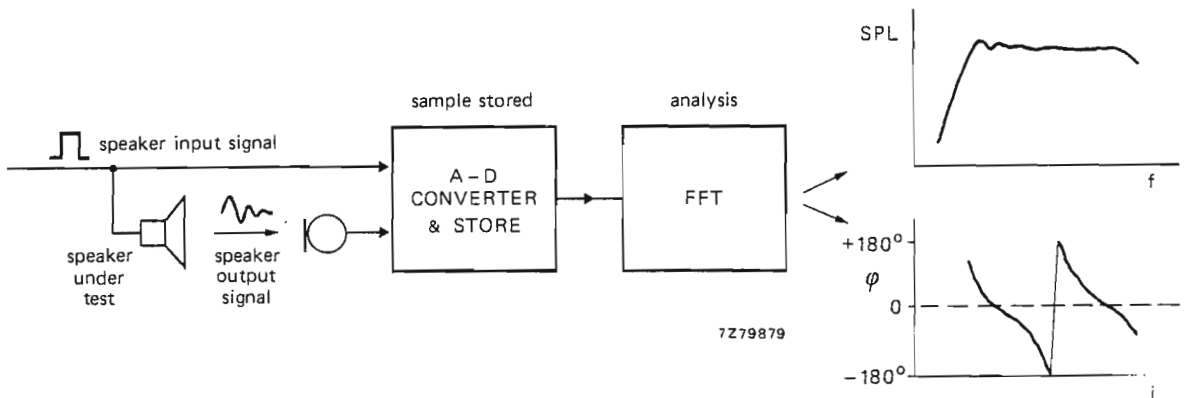 speaker input signal
speaker
under
test
speaker
output
signal
sample stored
A – D
CONVERTER
& STORE
analysis
FFT
7Z79879
SPL
f
+180°
φ
0
−180°